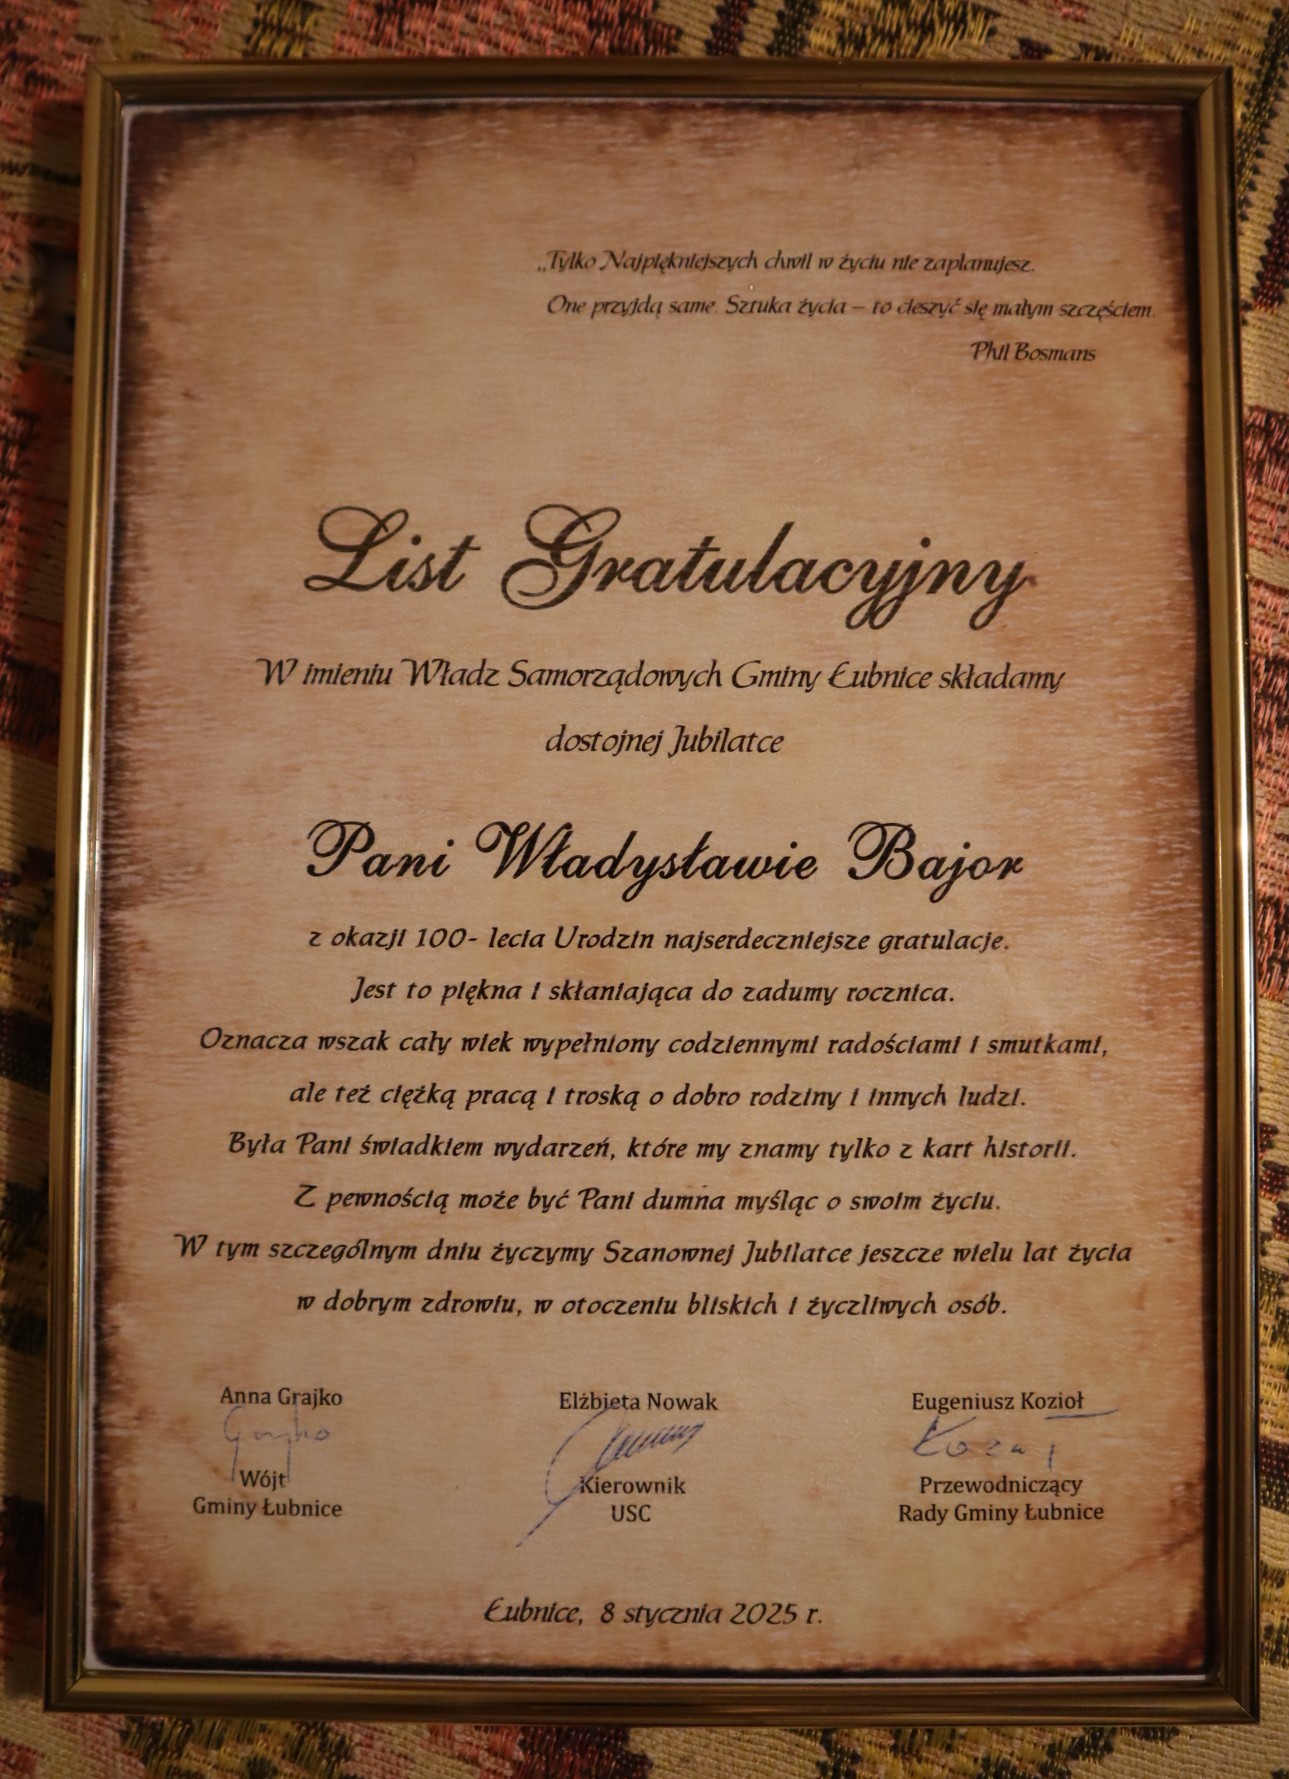 „Tylko Najpiękniejszych chwil w życiu nie zaplanujesz.
One przyjdą same. Sztuka życia – to cieszyć się małym szczęściem.
Phil Bosmans
List Gratulacyjny
W imieniu Władz Samorządowych Gminy Łubnice składamy
dostojnej Jubilatce
Pani Władysławie Bajor
z okazji 100- lecia Urodzin najserdeczniejsze gratulacje.
Jest to piękna i skłaniająca do zadumy rocznica.
Oznacza wszak cały wiek wypełniony codziennymi radościami i smutkami,
ale też ciężką pracą i troską o dobro rodziny i innych ludzi.
Była Pani świadkiem wydarzeń, które my znamy tylko z kart historii.
Z pewnością może być Pani dumna myśląc o swoim życiu.
W tym szczególnym dniu życzymy Szanownej Jubilatce jeszcze wielu lat życia
w dobrym zdrowiu, w otoczeniu bliskich i życzliwych osób.
Anna Grajko Elżbieta Nowak Eugeniusz Kozioł
Wójt Kierownik Przewodniczący
Gminy Łubnice USC Rady Gminy Łubnice
Łubnice, 8 stycznia 2025 r.